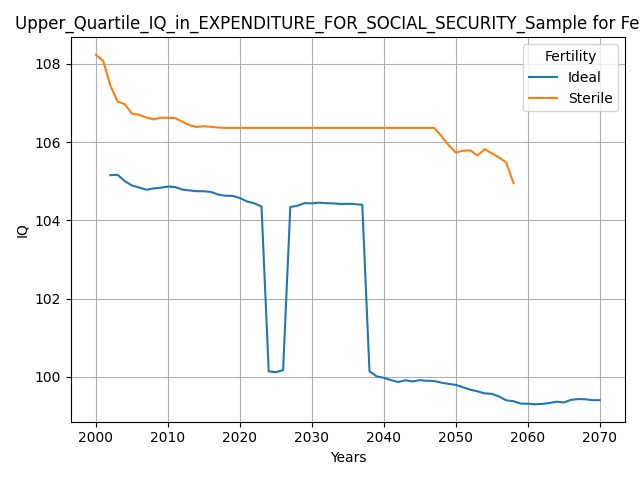 Upper_Quartile_IQ_in_EXPENDITURE_FOR_SOCIAL_SECURITY_Sample for Fe
Fertility
Ideal
Sterile
108
106
104
102
100
IQ
2000 2010 2020 2030 2040 2050 2060 2070
Years